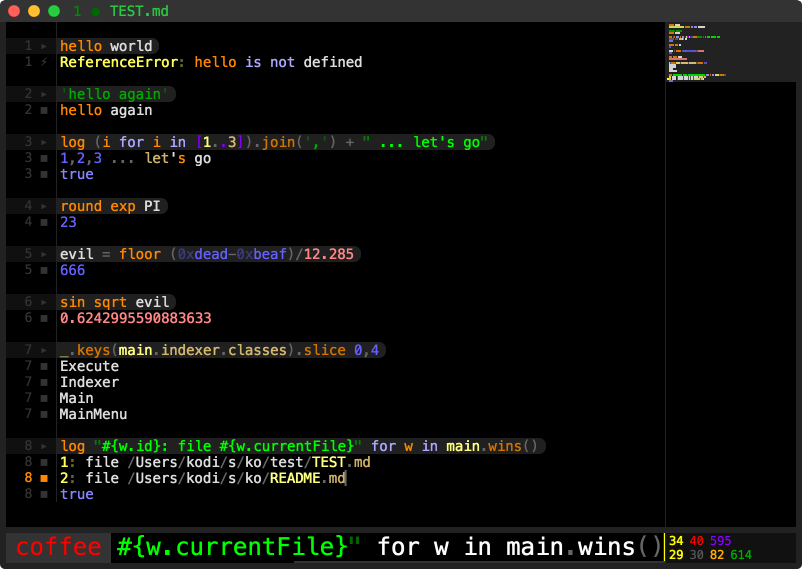 1 ● TEST.md
1 ▸ hello world
1 ⚡ ReferenceError: hello is not defined
2 ▸ 'hello again'
2 ■ hello again
3 ▸ log (i for i in [1..3]).join(',') + " ... let's go"
3 ■ 1,2,3 ... let's go
3 ■ true
4 ▸ round exp PI
4 ■ 23
5 ▸ evil = floor (0xdead-0xbeaf)/12.285
5 ■ 666
6 ▸ sin sqrt evil
6 ■ 0.6242995590883633
7 ▸ _.keys(main.indexer.classes).slice 0,4
7 ■ Execute
7 ■ Indexer
7 ■ Main
7 ■ MainMenu
8 ▸ log "#{w.id}: file #{w.currentFile}" for w in main.wins()
8 ■ 1: file /Users/kodi/s/ko/test/TEST.md
8 ■ 2: file /Users/kodi/s/ko/README.md
8 ■ true
coffee #{w.currentFile}" for w in main.wins()
34 40 595
29 30 82 614